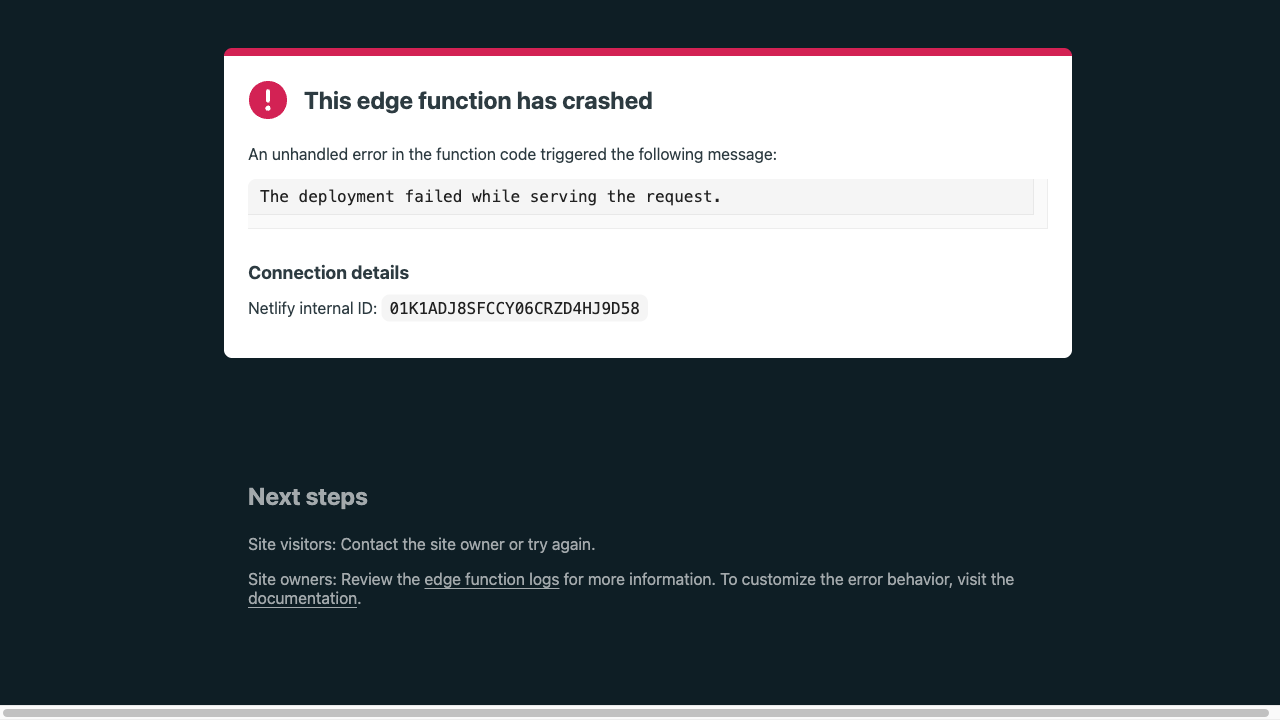 This edge function has crashed
An unhandled error in the function code triggered the following message:
The deployment failed while serving the request.
Connection details
Netlify internal ID: 01K1ADJ8SFCCY06CRZD4HJ9D58
Next steps
Site visitors: Contact the site owner or try again.
Site owners: Review the edge function logs for more information. To customize the error behavior, visit the
documentation.